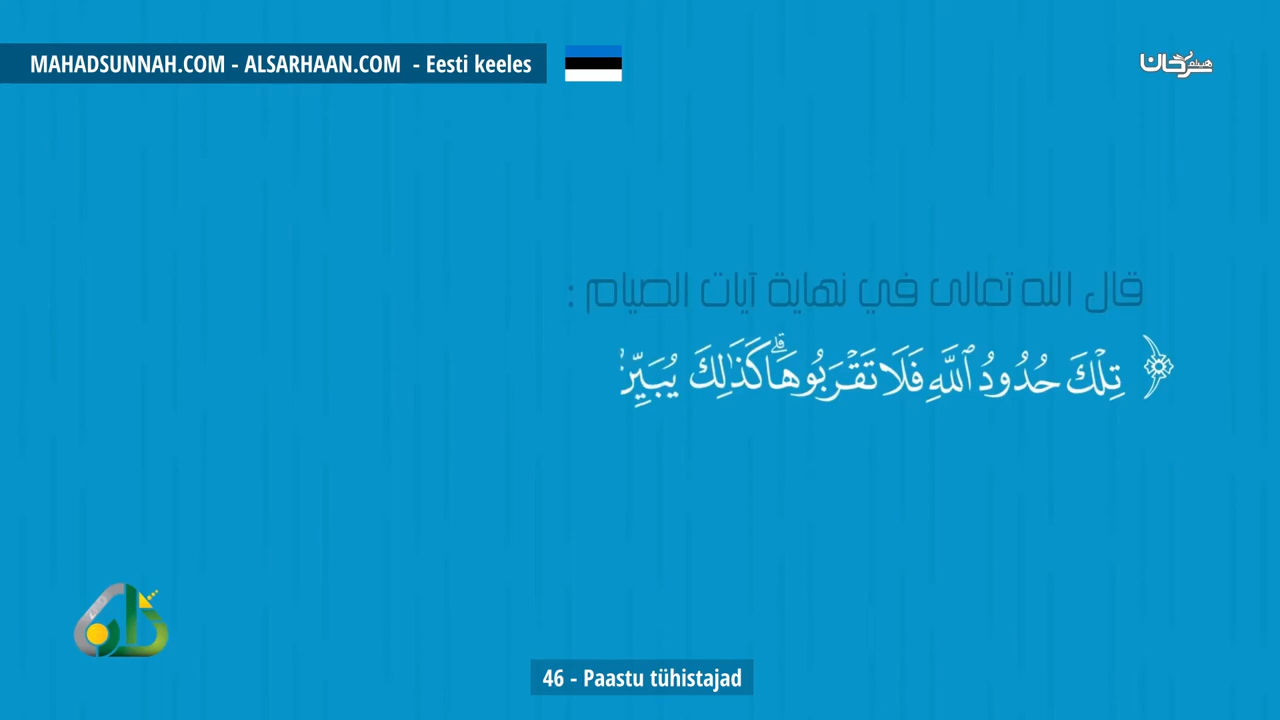 MAHADSUNNAH.COM - ALSARHAAN.COM - Eesti keeles
سرحان
قال الله تعالى في نهاية آيات الصيام :
﴿ تِلْكَ حُدُودُ ٱللَّهِ فَلَا تَقْرَبُوهَا ۗ كَذَٰلِكَ
46 - Paastu tühistajad